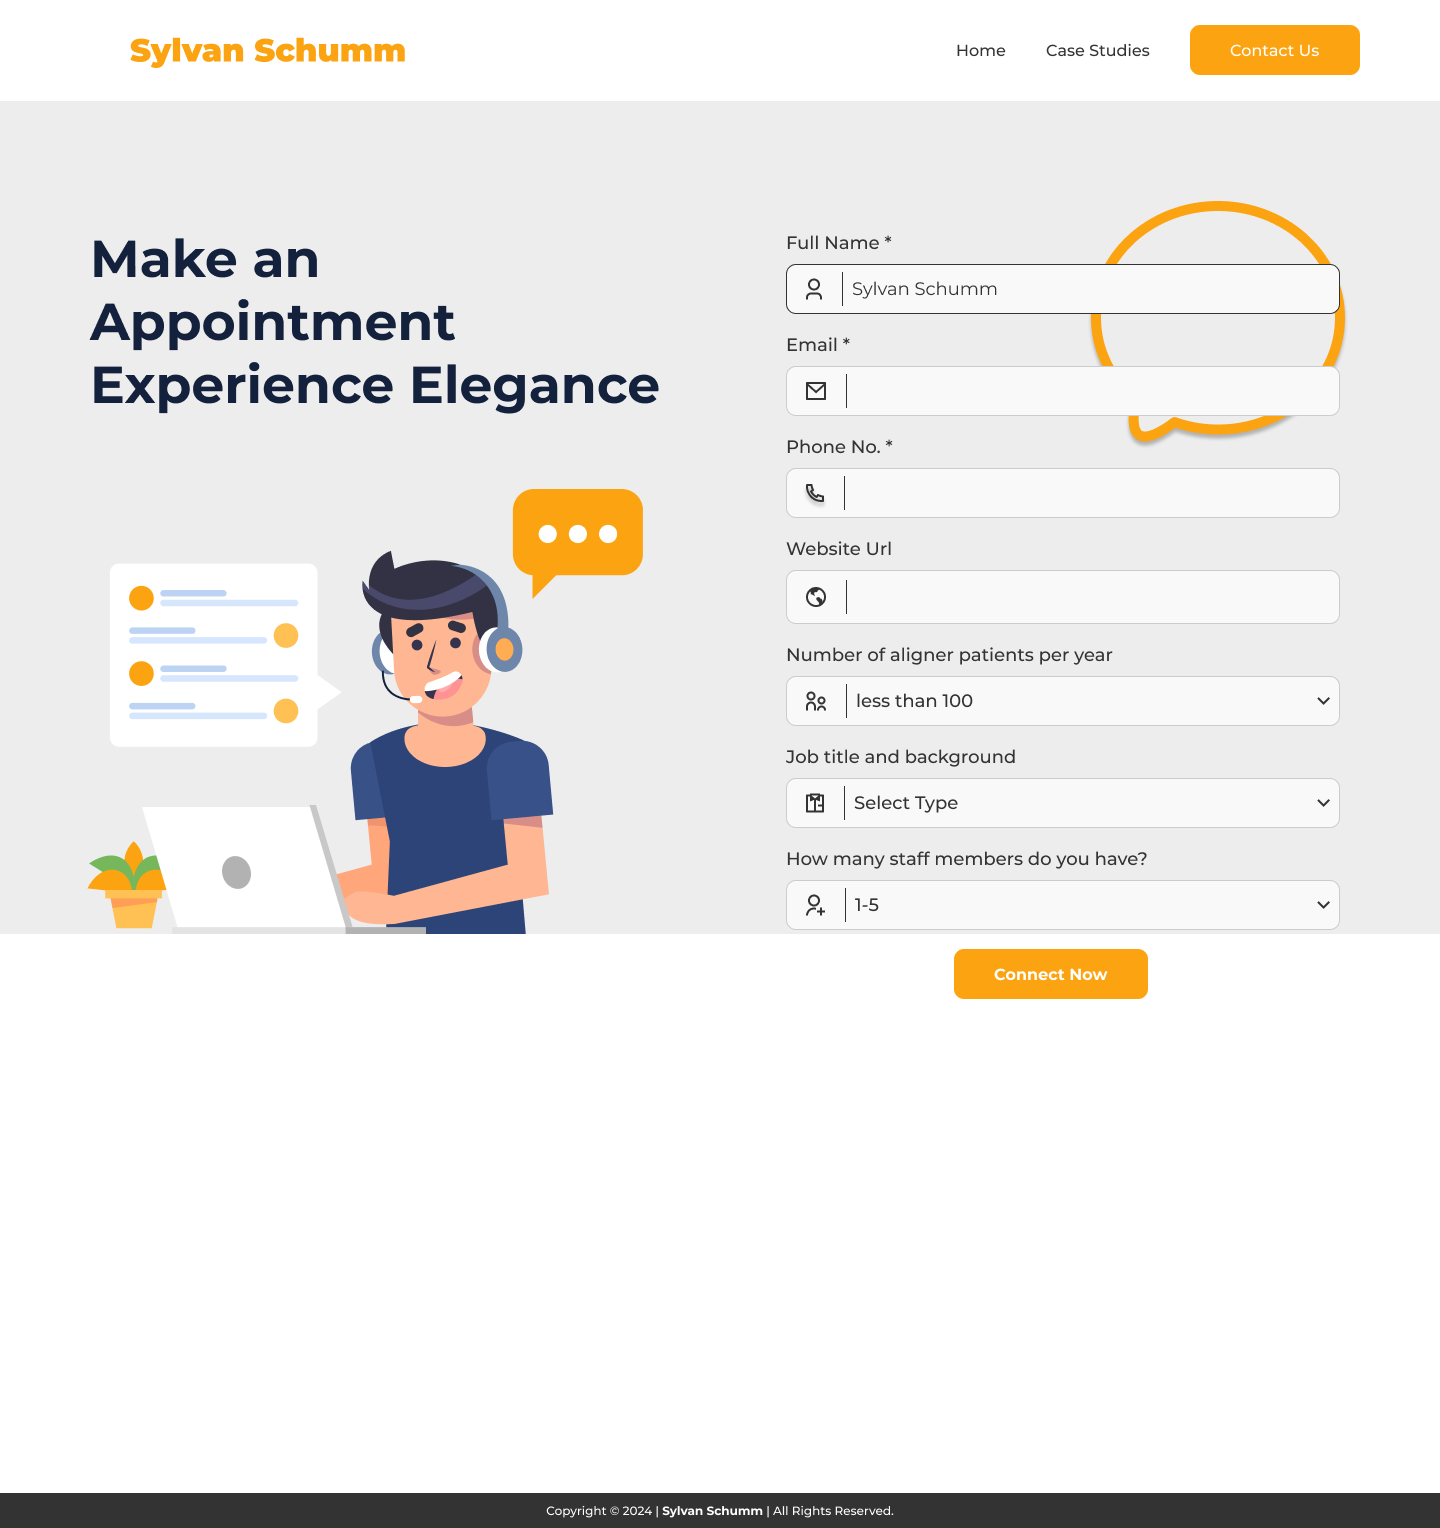 Sylvan Schumm
Home
Case Studies
Contact Us
Make an
Appointment
Experience Elegance
Full Name *
Sylvan Schumm
Email *
Phone No. *
Website Url
Number of aligner patients per year
less than 100
Job title and background
Select Type
How many staff members do you have?
1-5
Connect Now
Copyright © 2024 | Sylvan Schumm | All Rights Reserved.